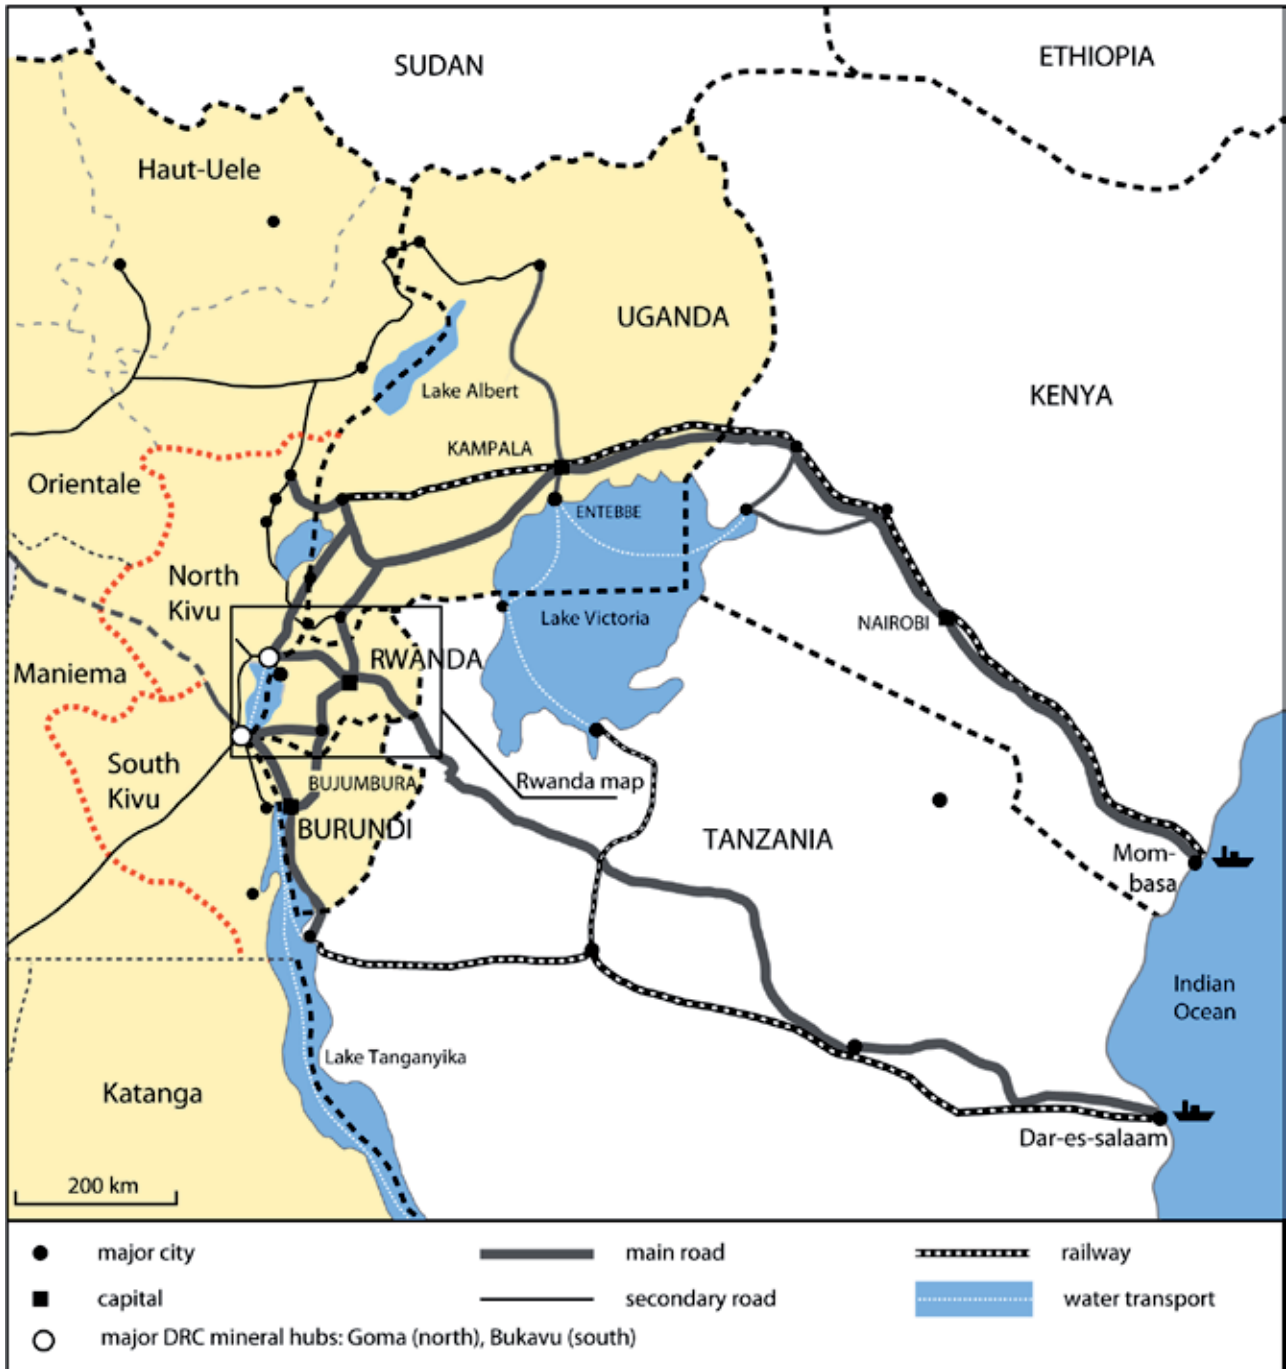 SUDAN
ETHIOPIA
Haut-Uele
UGANDA
Lake Albert
KENYA
KAMPALA
Orientale
ENTEBBE
North
Kivu
Lake Victoria
NAIROBI
Maniema
RWANDA
South
Kivu
BUJUMBURA
Rwanda map
BURUNDI
TANZANIA
Mom-
basa
Indian
Ocean
Lake Tanganyika
Katanga
Dar-es-salaam
200 km
major city
main road
railway
capital
secondary road
water transport
major DRC mineral hubs: Goma (north), Bukavu (south)